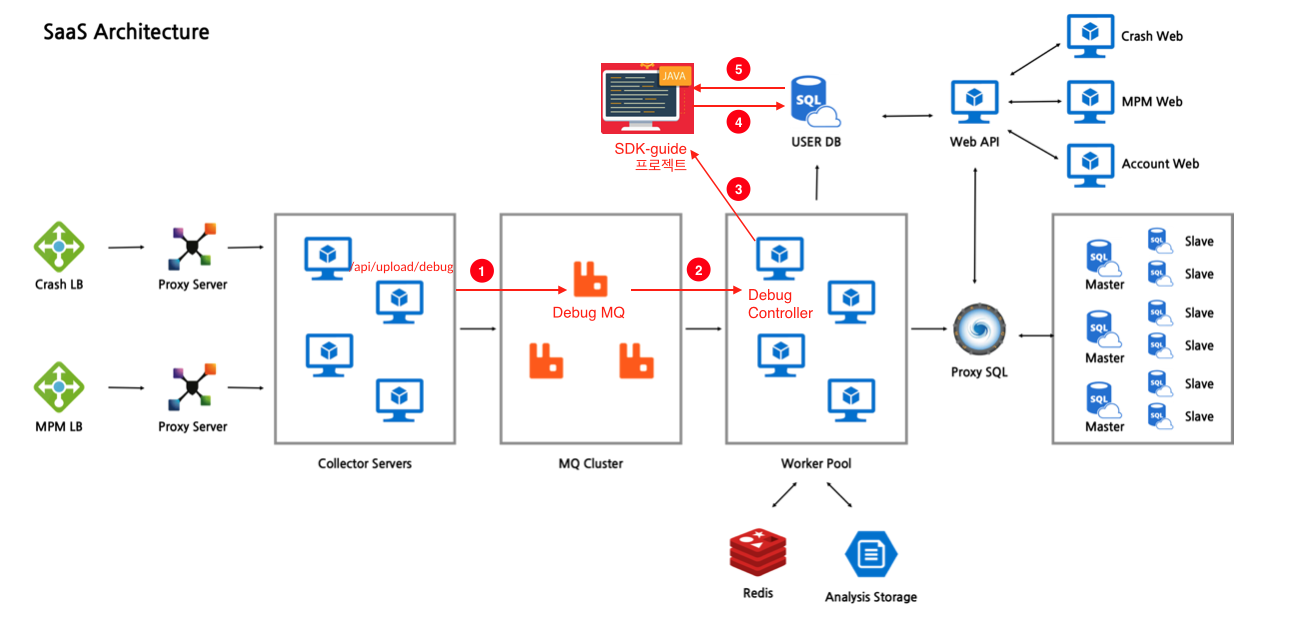 SaaS Architecture
JAVA
5
4
SDK-guide
프로젝트
3
SQL
USER DB
Web API
Crash Web
MPM Web
Account Web
Crash LB
Proxy Server
MPM LB
Proxy Server
/api/upload/debug
1
Collector Servers
Debug MQ
2
MQ Cluster
Debug
Controller
Worker Pool
Proxy SQL
SQL
Master
SQL
Master
SQL
Master
SQL
Slave
SQL
Slave
SQL
Slave
SQL
Slave
SQL
Slave
SQL
Slave
Redis
Analysis Storage